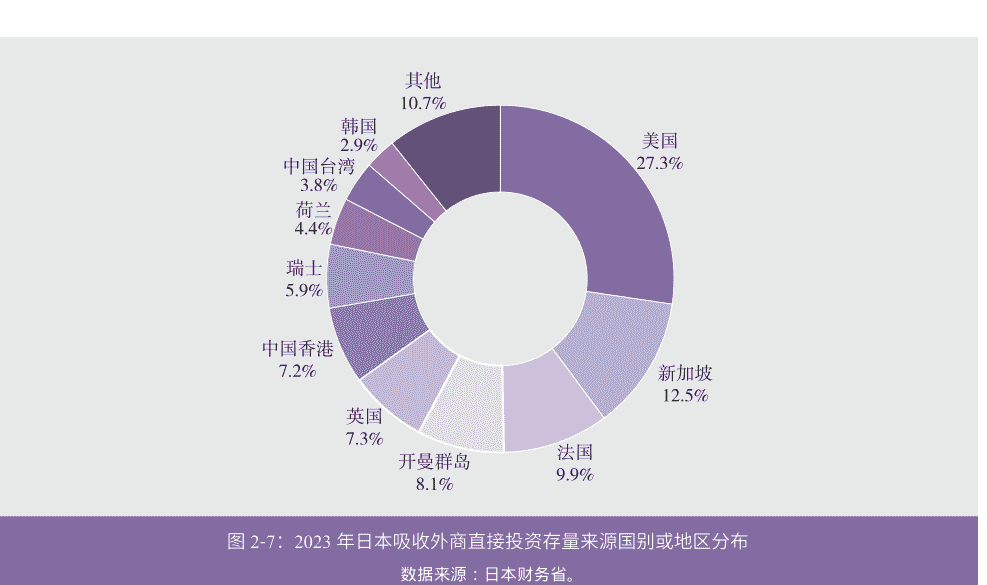 其他
10.7%
美国
27.3%
韩国
2.9%
中国台湾
3.8%
荷兰
4.4%
瑞士
5.9%
中国香港
7.2%
英国
7.3%
开曼群岛
8.1%
法国
9.9%
新加坡
12.5%
图 2-7：2023 年日本吸收外商直接投资存量来源国别或地区分布
数据来源：日本财务省。